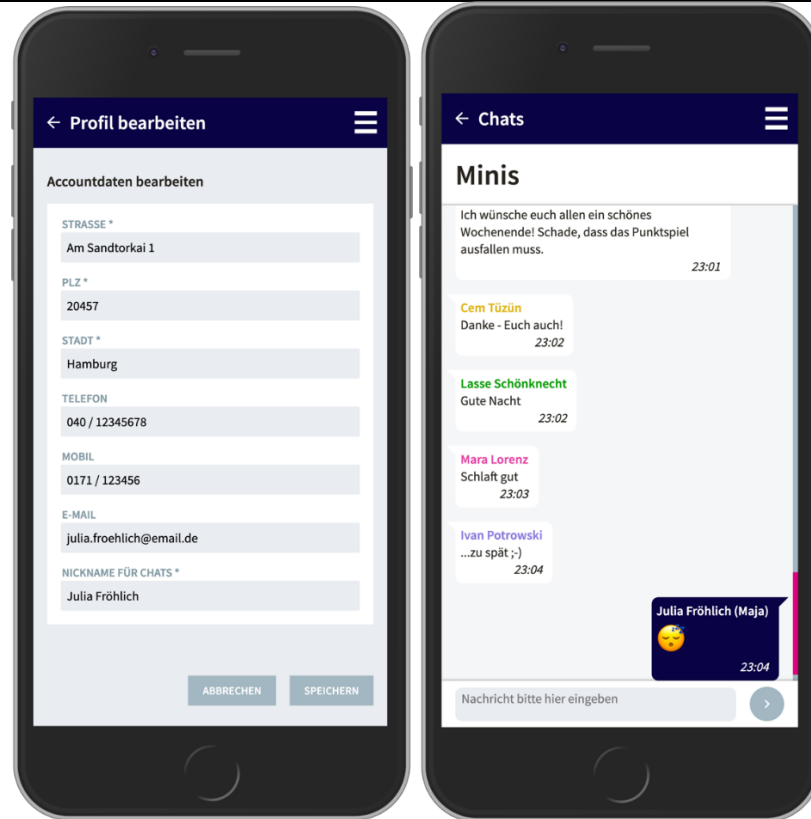 ← Profil bearbeiten
Accountdaten bearbeiten
STRASSE *
Am Sandtorkai 1
PLZ *
20457
STADT *
Hamburg
TELEFON
040 / 12345678
MOBIL
0171 / 123456
E-MAIL
julia.froehlich@email.de
NICKNAME FÜR CHATS *
Julia Fröhlich
ABBRECHEN
SPEICHERN
← Chats
Minis
Ich wünsche euch allen ein schönes
Wochenende! Schade, dass das Punktspiel
ausfallen muss.
23:01
Cem Tüzün
Danke - Euch auch!
23:02
Lasse Schönknecht
Gute Nacht
23:02
Mara Lorenz
Schlaft gut
23:03
Ivan Potrowski
...zu spät ;-)
23:04
Julia Fröhlich (Maja)
😴
23:04
Nachricht bitte hier eingeben